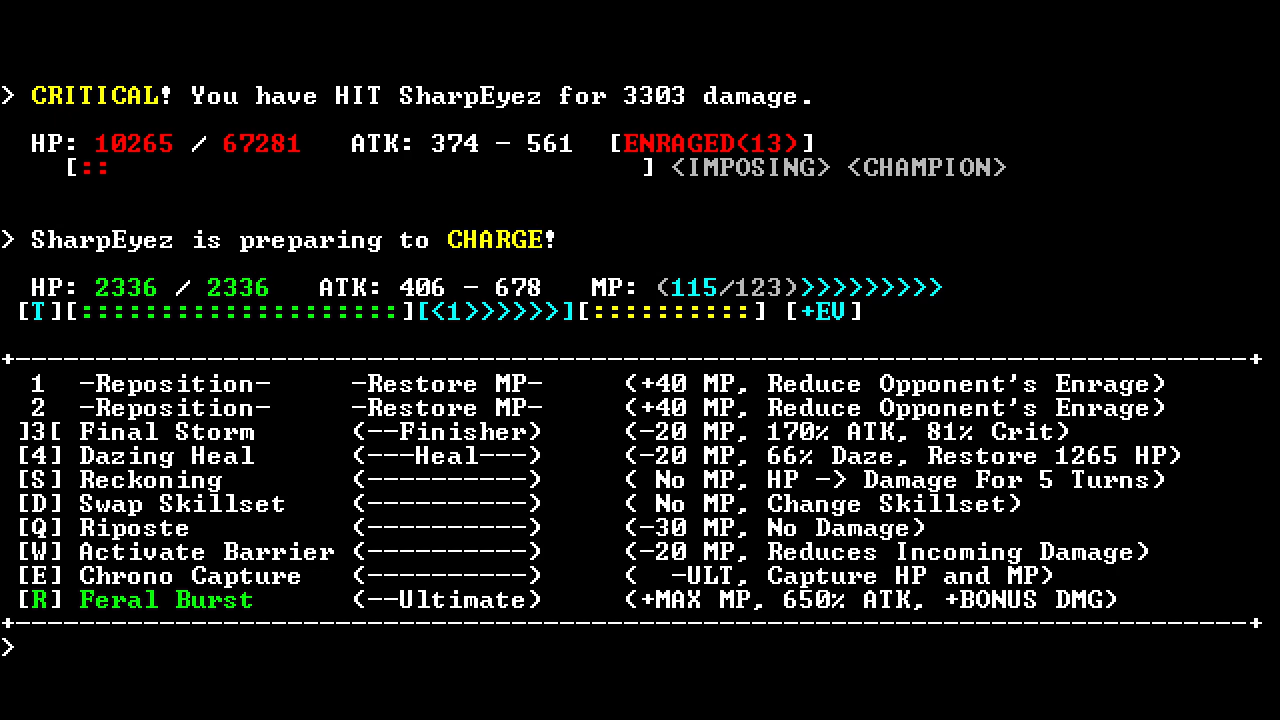 > CRITICAL! You have HIT SharpEyez for 3303 damage.
HP: 10265 / 67281 ATK: 374 - 561 [ENRAGED(13)]
[:: ] <IMPOSING> <CHAMPION>
> SharpEyez is preparing to CHARGE!
HP: 2336 / 2336 ATK: 406 - 678 MP: (115/123)>>>>>>>>>
[T][::::::::::::::::::::][<1>>>>>>][::::::::::] [+EV]
+-----------------------------------------------------------------------------+
1 -Reposition- -Restore MP- (+40 MP, Reduce Opponent's Enrage)
2 -Reposition- -Restore MP- (+40 MP, Reduce Opponent's Enrage)
]3[ Final Storm (--Finisher) (-20 MP, 170% ATK, 81% Crit)
[4] Dazing Heal (---Heal---) (-20 MP, 66% Daze, Restore 1265 HP)
[S] Reckoning (----------) ( No MP, HP -> Damage For 5 Turns)
[D] Swap Skillset (----------) ( No MP, Change Skillset)
[Q] Riposte (----------) (-30 MP, No Damage)
[W] Activate Barrier (----------) (-20 MP, Reduces Incoming Damage)
[E] Chrono Capture (----------) ( -ULT, Capture HP and MP)
[R] Feral Burst (--Ultimate) (+MAX MP, 650% ATK, +BONUS DMG)
+-----------------------------------------------------------------------------+
>